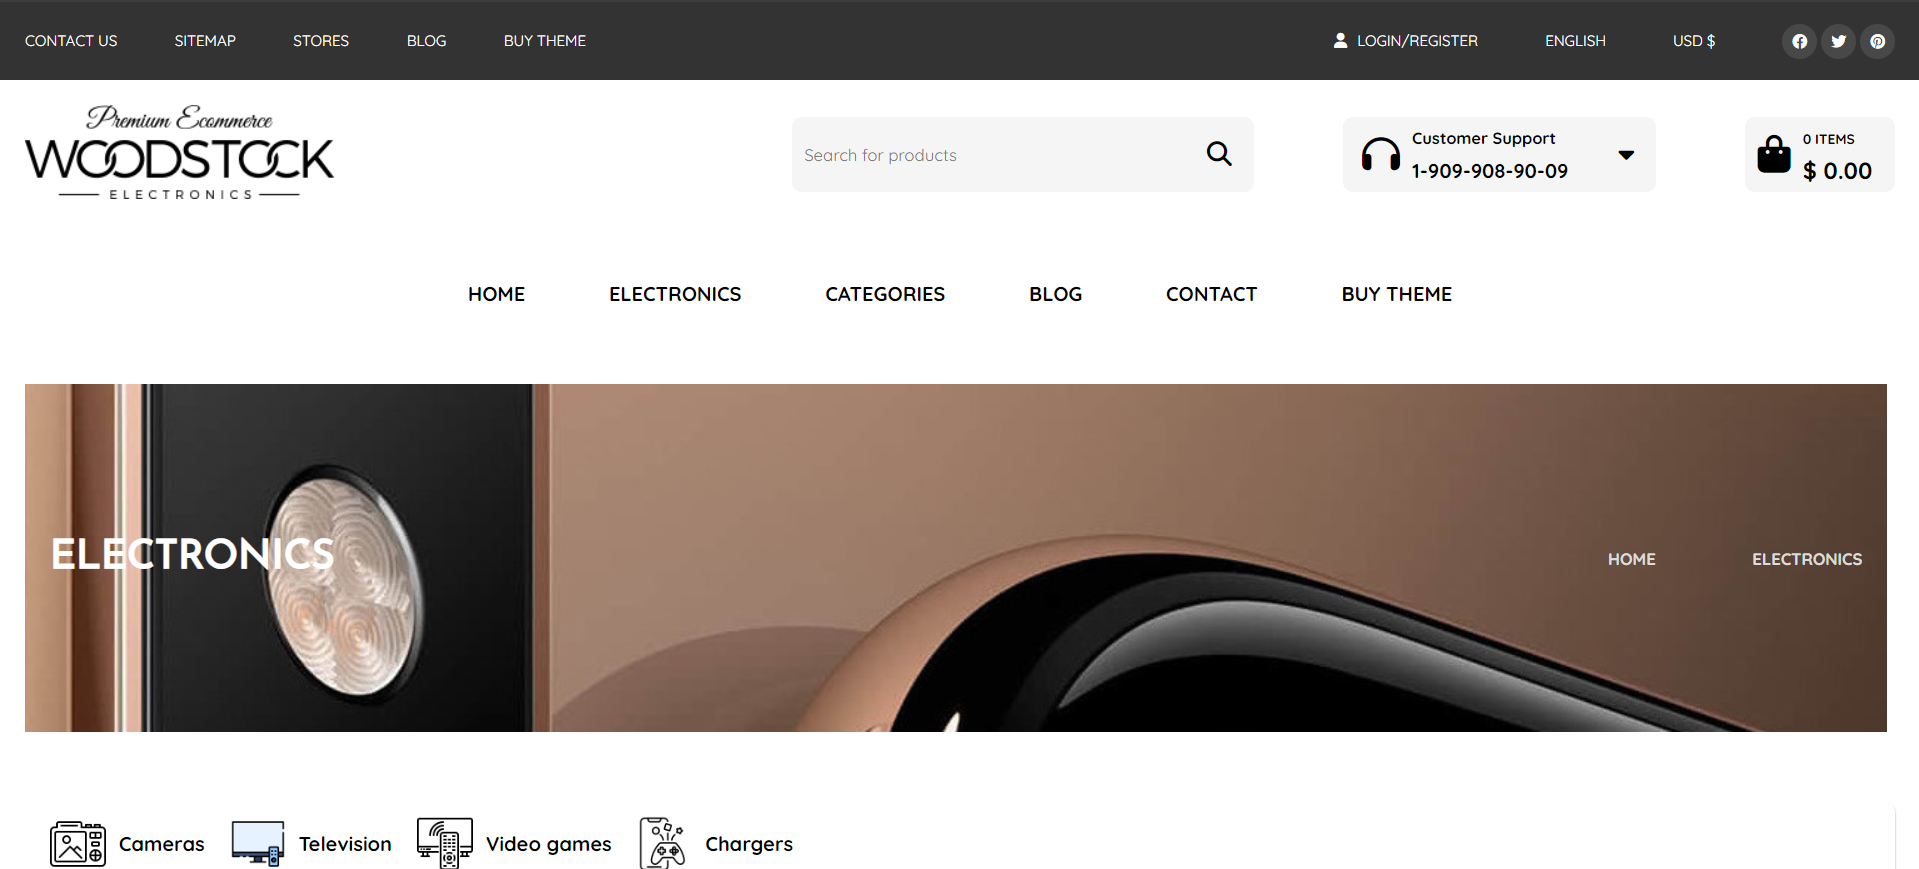 CONTACT US SITEMAP STORES BLOG BUY THEME LOGIN/REGISTER ENGLISH USD $
Premium Ecommerce
WOODSTOCK
ELECTRONICS
Search for products
Customer Support
1-909-908-90-09
0 ITEMS
$ 0.00
HOME ELECTRONICS CATEGORIES BLOG CONTACT BUY THEME
ELECTRONICS
HOME ELECTRONICS
Cameras Television Video games Chargers